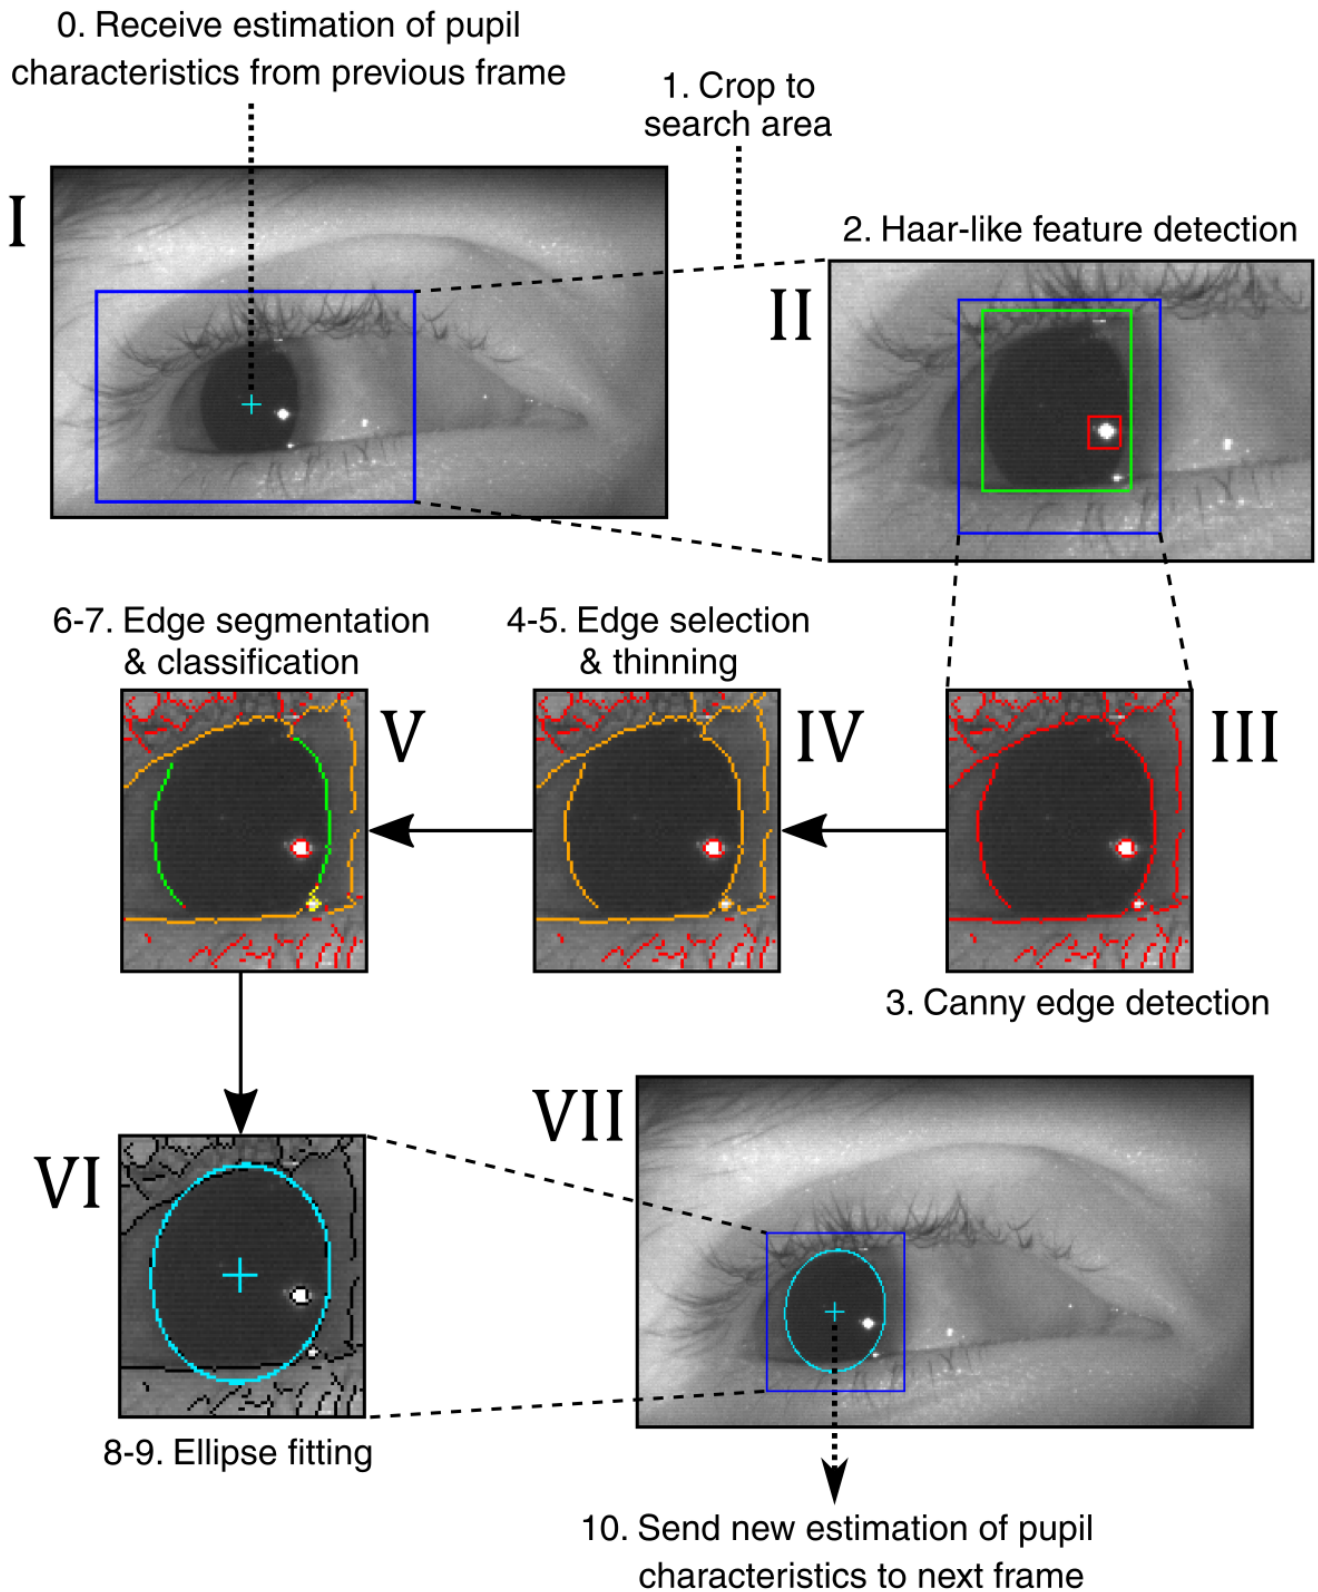 0. Receive estimation of pupil
characteristics from previous frame
1. Crop to
search area
I
2. Haar-like feature detection
II
6-7. Edge segmentation
& classification
4-5. Edge selection
& thinning
V
IV
III
3. Canny edge detection
VII
VI
8-9. Ellipse fitting
10. Send new estimation of pupil
characteristics to next frame